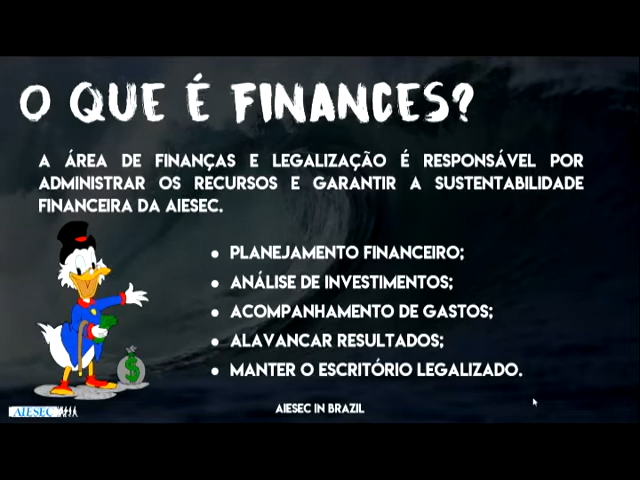 O QUE É FINANCES?
A ÁREA DE FINANÇAS E LEGALIZAÇÃO É RESPONSÁVEL POR
ADMINISTRAR OS RECURSOS E GARANTIR A SUSTENTABILIDADE
FINANCEIRA DA AIESEC.
• PLANEJAMENTO FINANCEIRO;
• ANÁLISE DE INVESTIMENTOS;
• ACOMPANHAMENTO DE GASTOS;
• ALAVANCAR RESULTADOS;
• MANTER O ESCRITÓRIO LEGALIZADO.
$
AIESEC
AIESEC IN BRAZIL